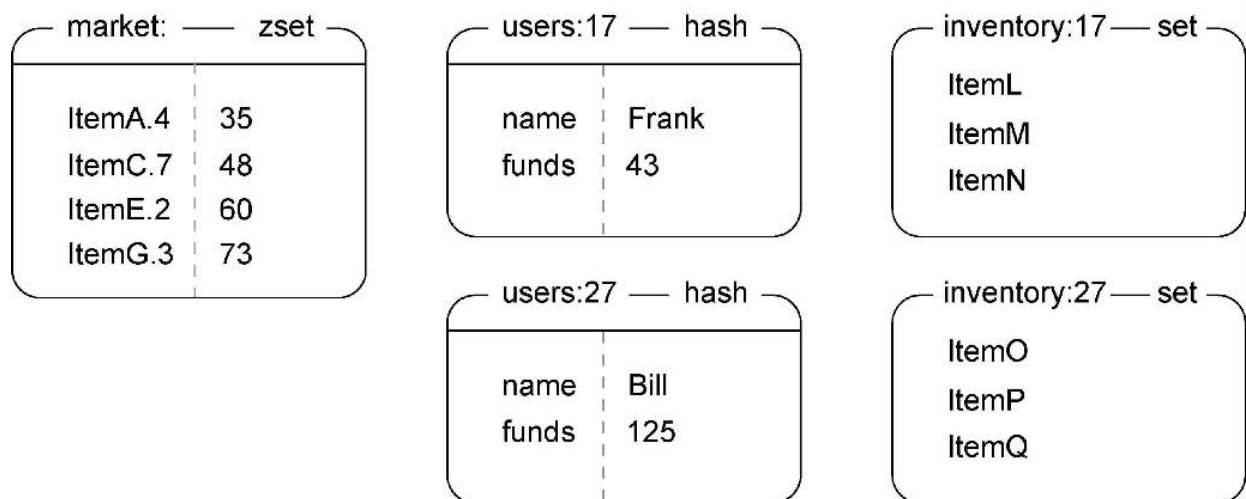 market: zset
ItemA.4 35
ItemC.7 48
ItemE.2 60
ItemG.3 73
users:17 hash
name Frank
funds 43
inventory:17 set
ItemL
ItemM
ItemN
users:27 hash
name Bill
funds 125
inventory:27 set
ItemO
ItemP
ItemQ